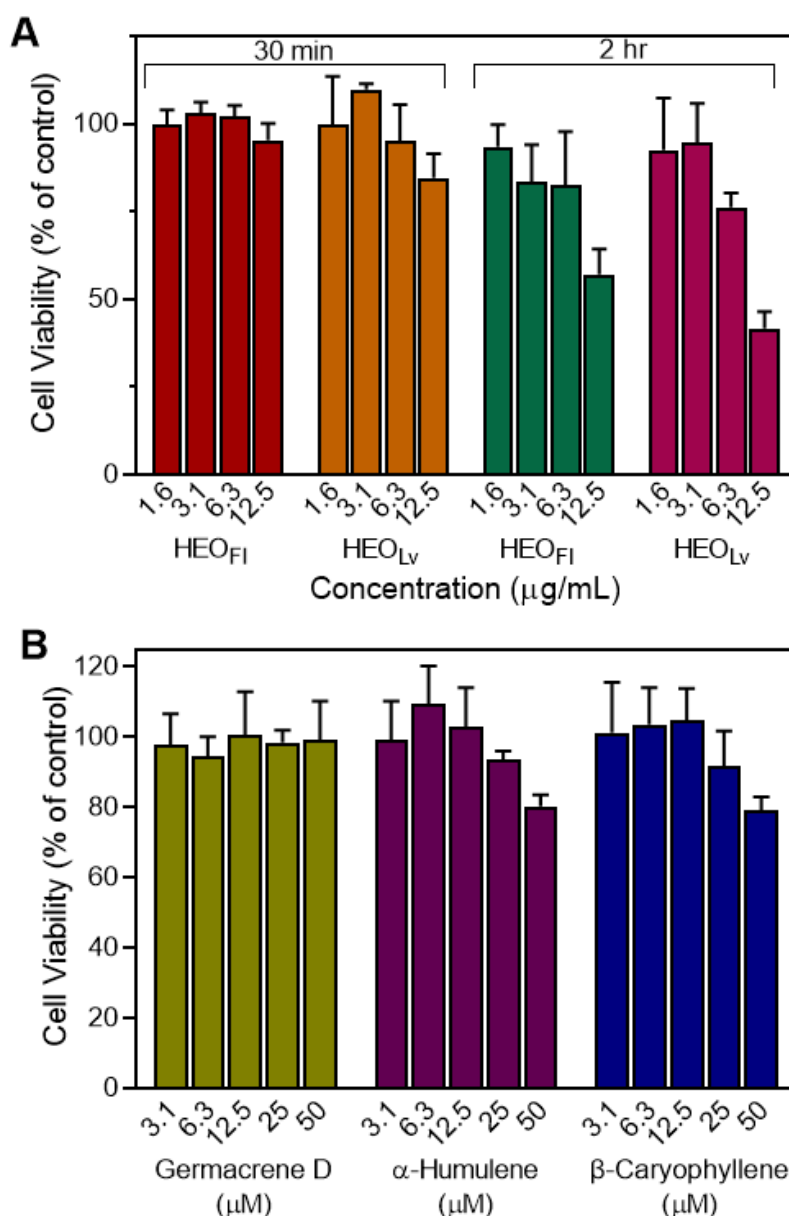 A
30 min 2 hr
Cell Viability (% of control)
100
50
0
1.6 3.1 6.3 12.5 1.6 3.1 6.3 12.5 1.6 3.1 6.3 12.5 1.6 3.1 6.3 12.5
HEOFl HEOLv HEOFl HEOLv
Concentration (μg/mL)
B
Cell Viability (% of control)
120
100
80
60
40
20
0
3.1 6.3 12.5 25 50 3.1 6.3 12.5 25 50 3.1 6.3 12.5 25 50
Germacrene D α-Humulene β-Caryophyllene
(μM) (μM) (μM)